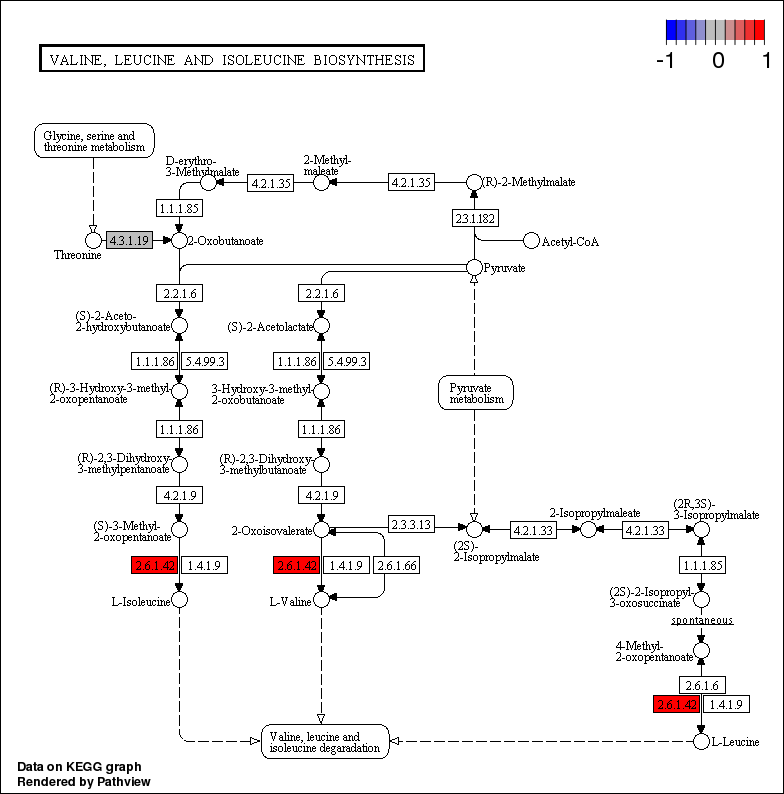 -1 0 1
VALINE, LEUCINE AND ISOLEUCINE BIOSYNTHESIS
Glycine, serine and
threonine metabolism
D-erythro-
3-Methylmalate
4.2.1.35
2-Methyl-
maleate
4.2.1.35
(R)-2-Methylmalate
1.1.1.85
2.3.1.182
Threonine
4.3.1.19
2-Oxobutanoate
Acetyl-CoA
Pyruvate
2.2.1.6
2.2.1.6
(S)-2-Aceto-
2-hydroxybutanoate
(S)-2-Acetolactate
1.1.1.86
5.4.99.3
1.1.1.86
5.4.99.3
(R)-3-Hydroxy-3-methyl-
2-oxopentanoate
3-Hydroxy-3-methyl-
2-oxobutanoate
Pyruvate
metabolism
1.1.1.86
1.1.1.86
(R)-2,3-Dihydroxy-
3-methylpentanoate
(R)-2,3-Dihydroxy-
3-methylbutanoate
4.2.1.9
4.2.1.9
(S)-3-Methyl-
2-oxopentanoate
2-Oxoisovalerate
2.3.3.13
(2S)-
2-Isopropylmalate
4.2.1.33
2-Isopropylmaleate
4.2.1.33
(2R,3S)-
3-Isopropylmalate
2.6.1.42
1.4.1.9
2.6.1.42
1.4.1.9
2.6.1.66
1.1.1.85
L-Isoleucine
L-Valine
(2S)-2-Isopropyl-
3-oxosuccinate
spontaneous
4-Methyl-
2-oxopentanoate
2.6.1.6
2.6.1.42
1.4.1.9
Valine, leucine and
isoleucine degradation
L-Leucine
Data on KEGG graph
Rendered by Pathview